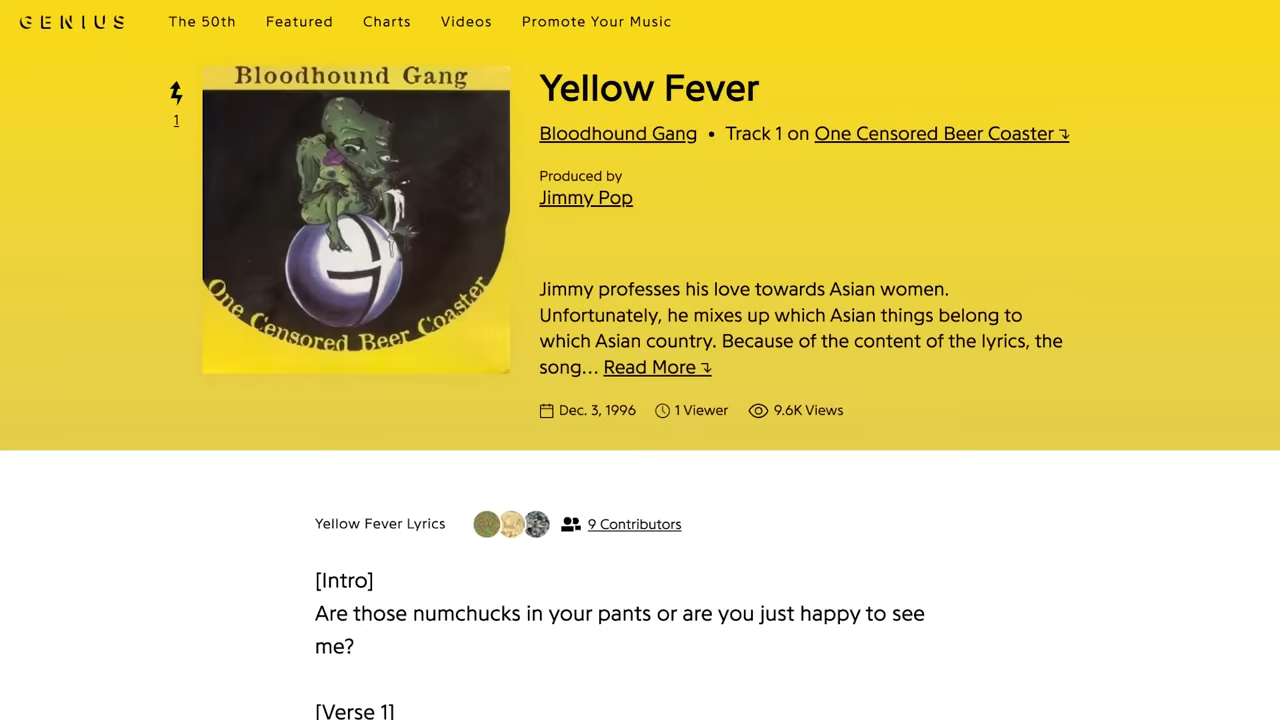 GENIUS The 50th Featured Charts Videos Promote Your Music
1
Bloodhound Gang
One Censored Beer Coaster
Yellow Fever
Bloodhound Gang • Track 1 on One Censored Beer Coaster
Produced by
Jimmy Pop
Jimmy professes his love towards Asian women.
Unfortunately, he mixes up which Asian things belong to
which Asian country. Because of the content of the lyrics, the
song… Read More
Dec. 3, 1996 1 Viewer 9.6K Views
Yellow Fever Lyrics 9 Contributors
[Intro]
Are those numchucks in your pants or are you just happy to see
me?
[Verse 1]